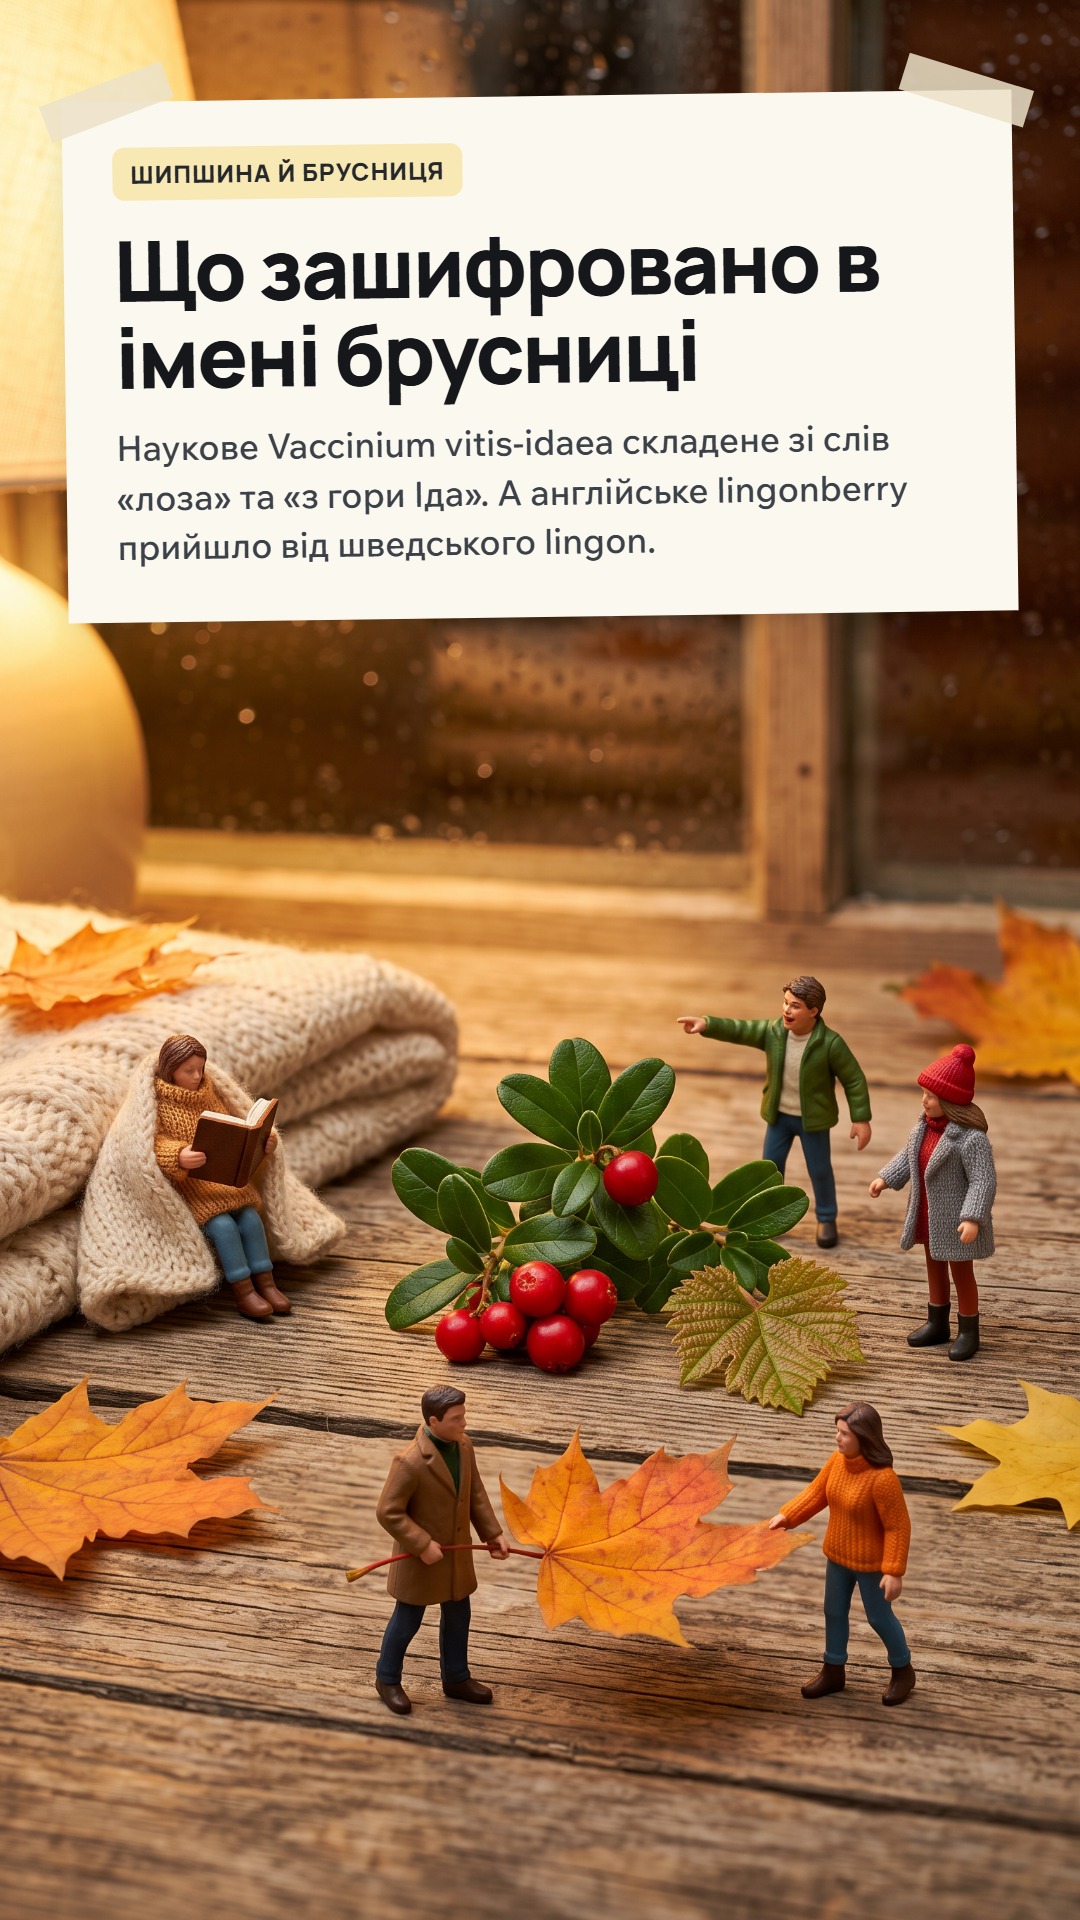 ШИПШИНА Й БРУСНИЦЯ
Що зашифровано в
імені брусниці
Наукове Vaccinium vitis-idaea складене зі слів
«лоза» та «з гори Іда». А англійське lingonberry
прийшло від шведського lingon.